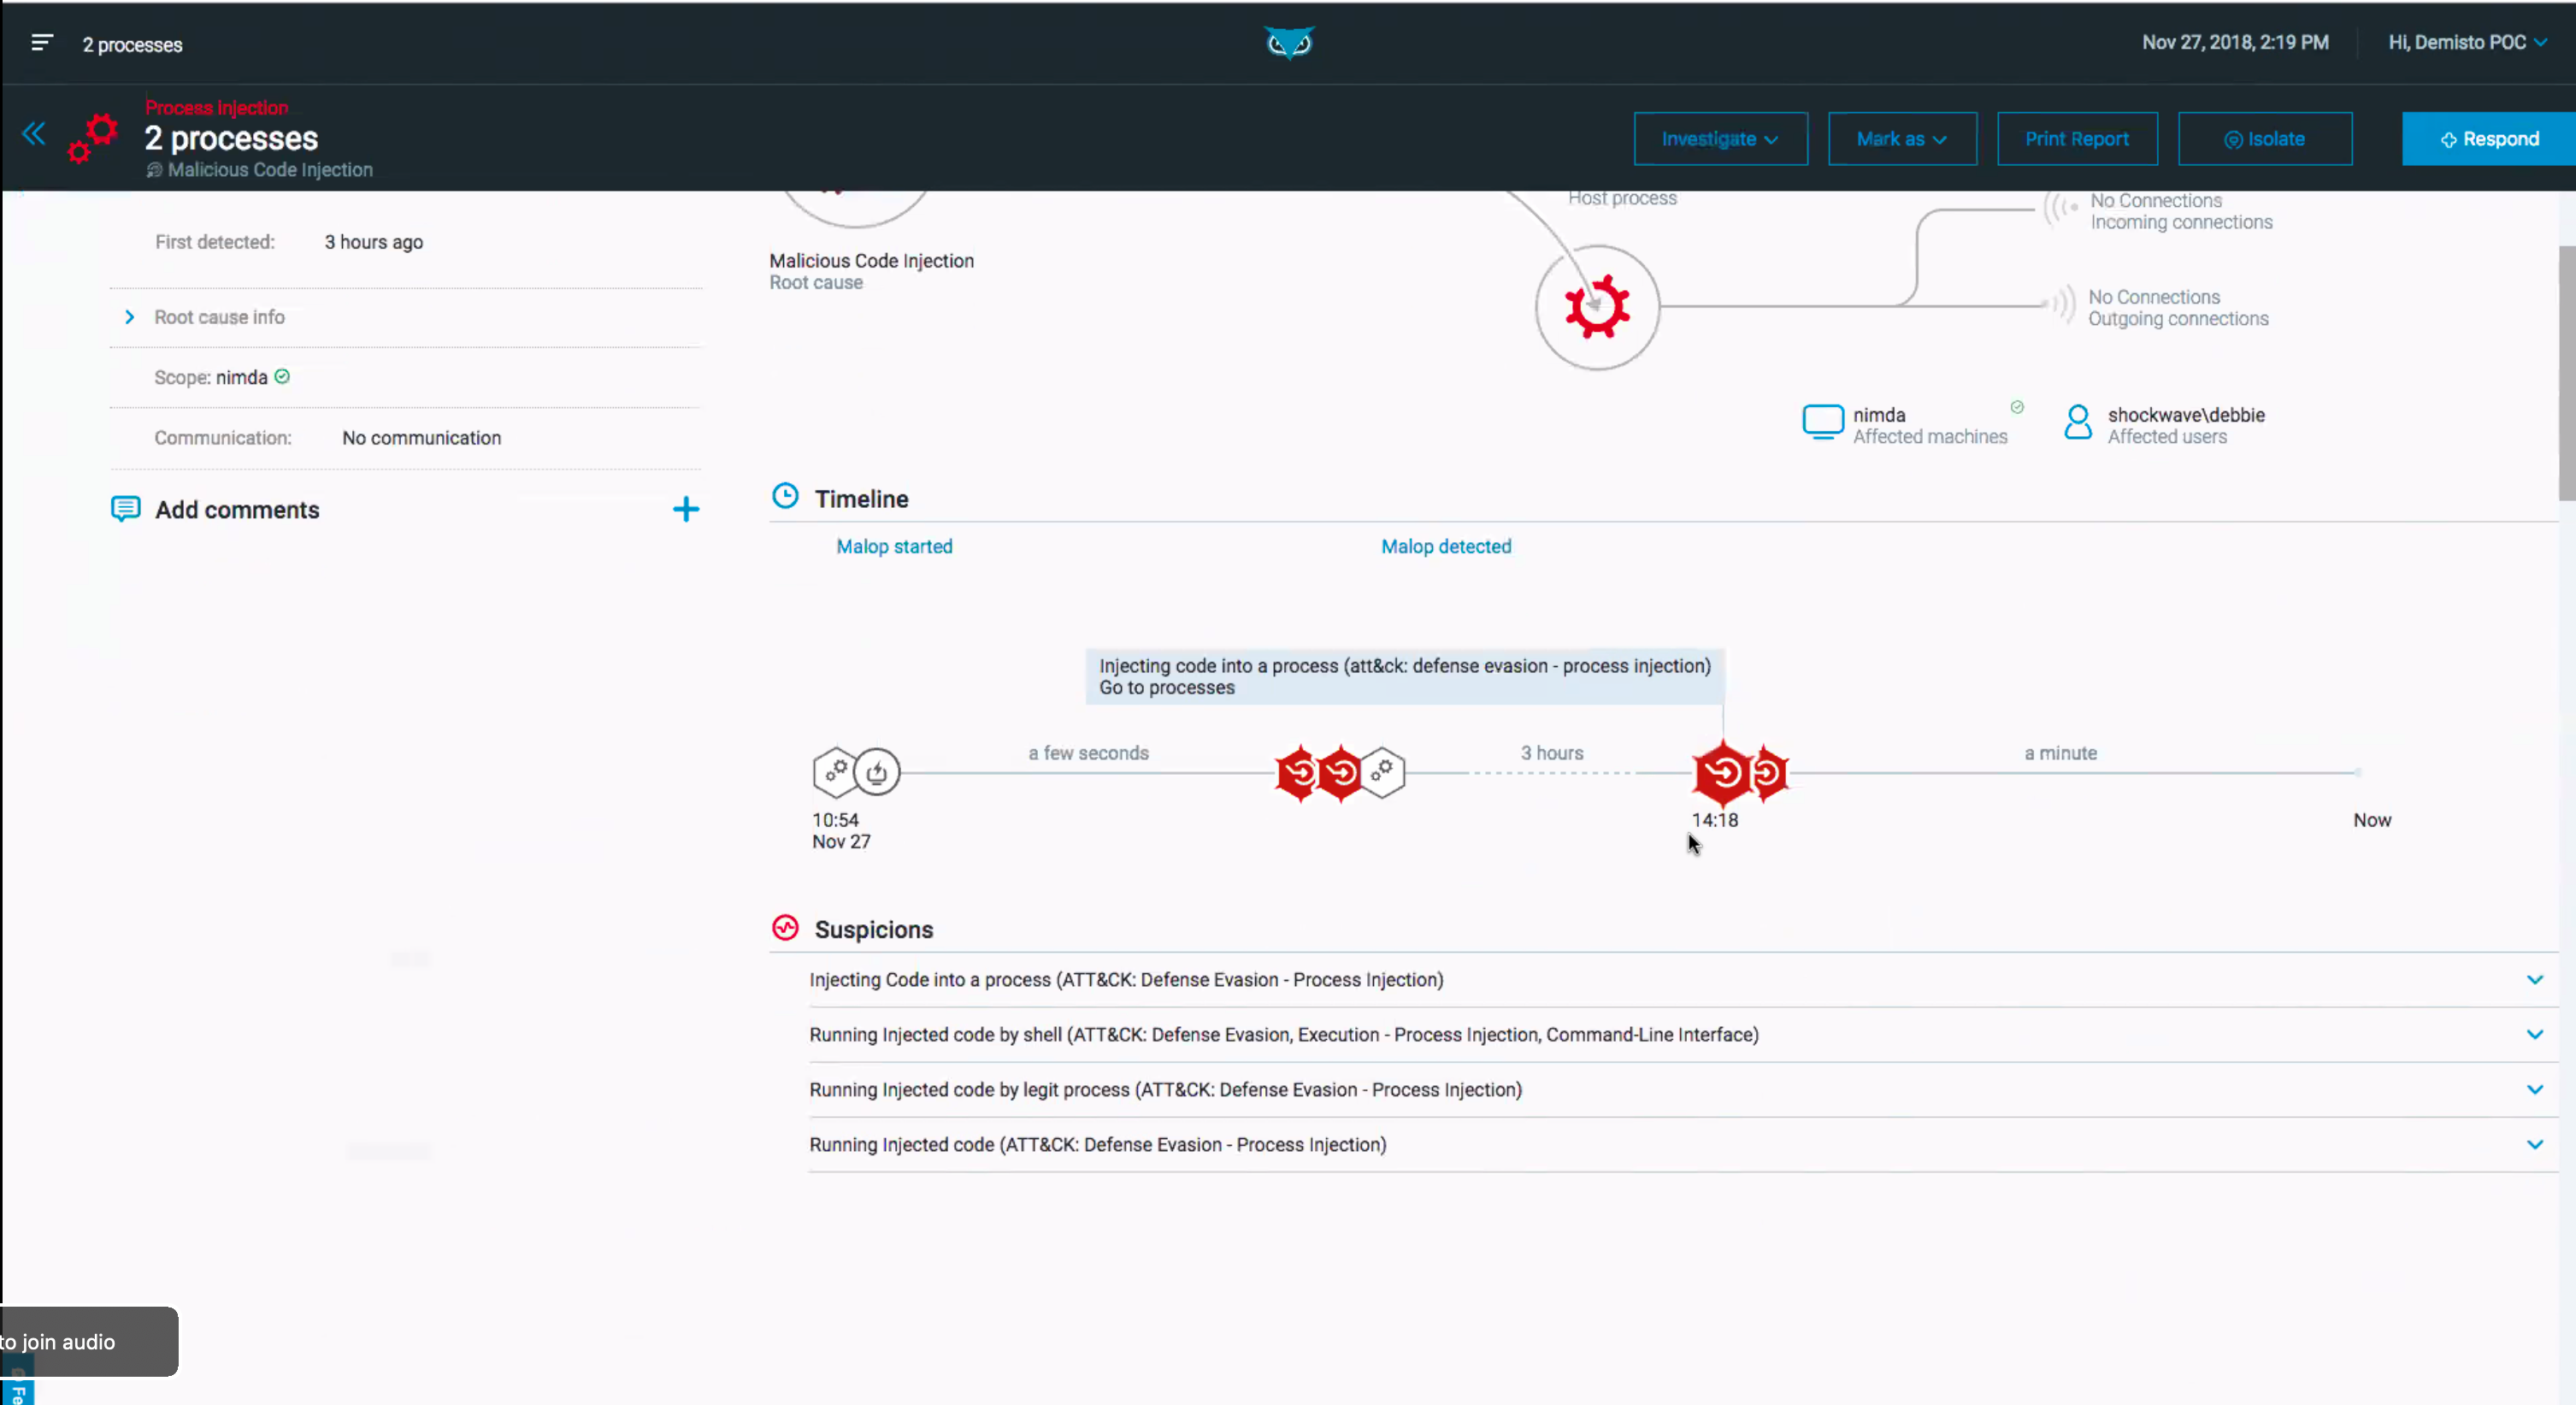 2 processes
Nov 27, 2018, 2:19 PM
Hi, Demisto POC
Process injection
2 processes
Malicious Code Injection
Investigate
Mark as
Print Report
Isolate
Respond
First detected: 3 hours ago
Root cause info
Scope: nimda
Communication: No communication
Add comments
Malicious Code Injection
Root cause
Host process
No Connections
Incoming connections
No Connections
Outgoing connections
nimda
Affected machines
shockwave\debbie
Affected users
Timeline
Malop started
Malop detected
Injecting code into a process (att&ck: defense evasion - process injection)
Go to processes
a few seconds
3 hours
a minute
10:54
Nov 27
14:18
Now
Suspicions
Injecting Code into a process (ATT&CK: Defense Evasion - Process Injection)
Running Injected code by shell (ATT&CK: Defense Evasion, Execution - Process Injection, Command-Line Interface)
Running Injected code by legit process (ATT&CK: Defense Evasion - Process Injection)
Running Injected code (ATT&CK: Defense Evasion - Process Injection)
to join audio